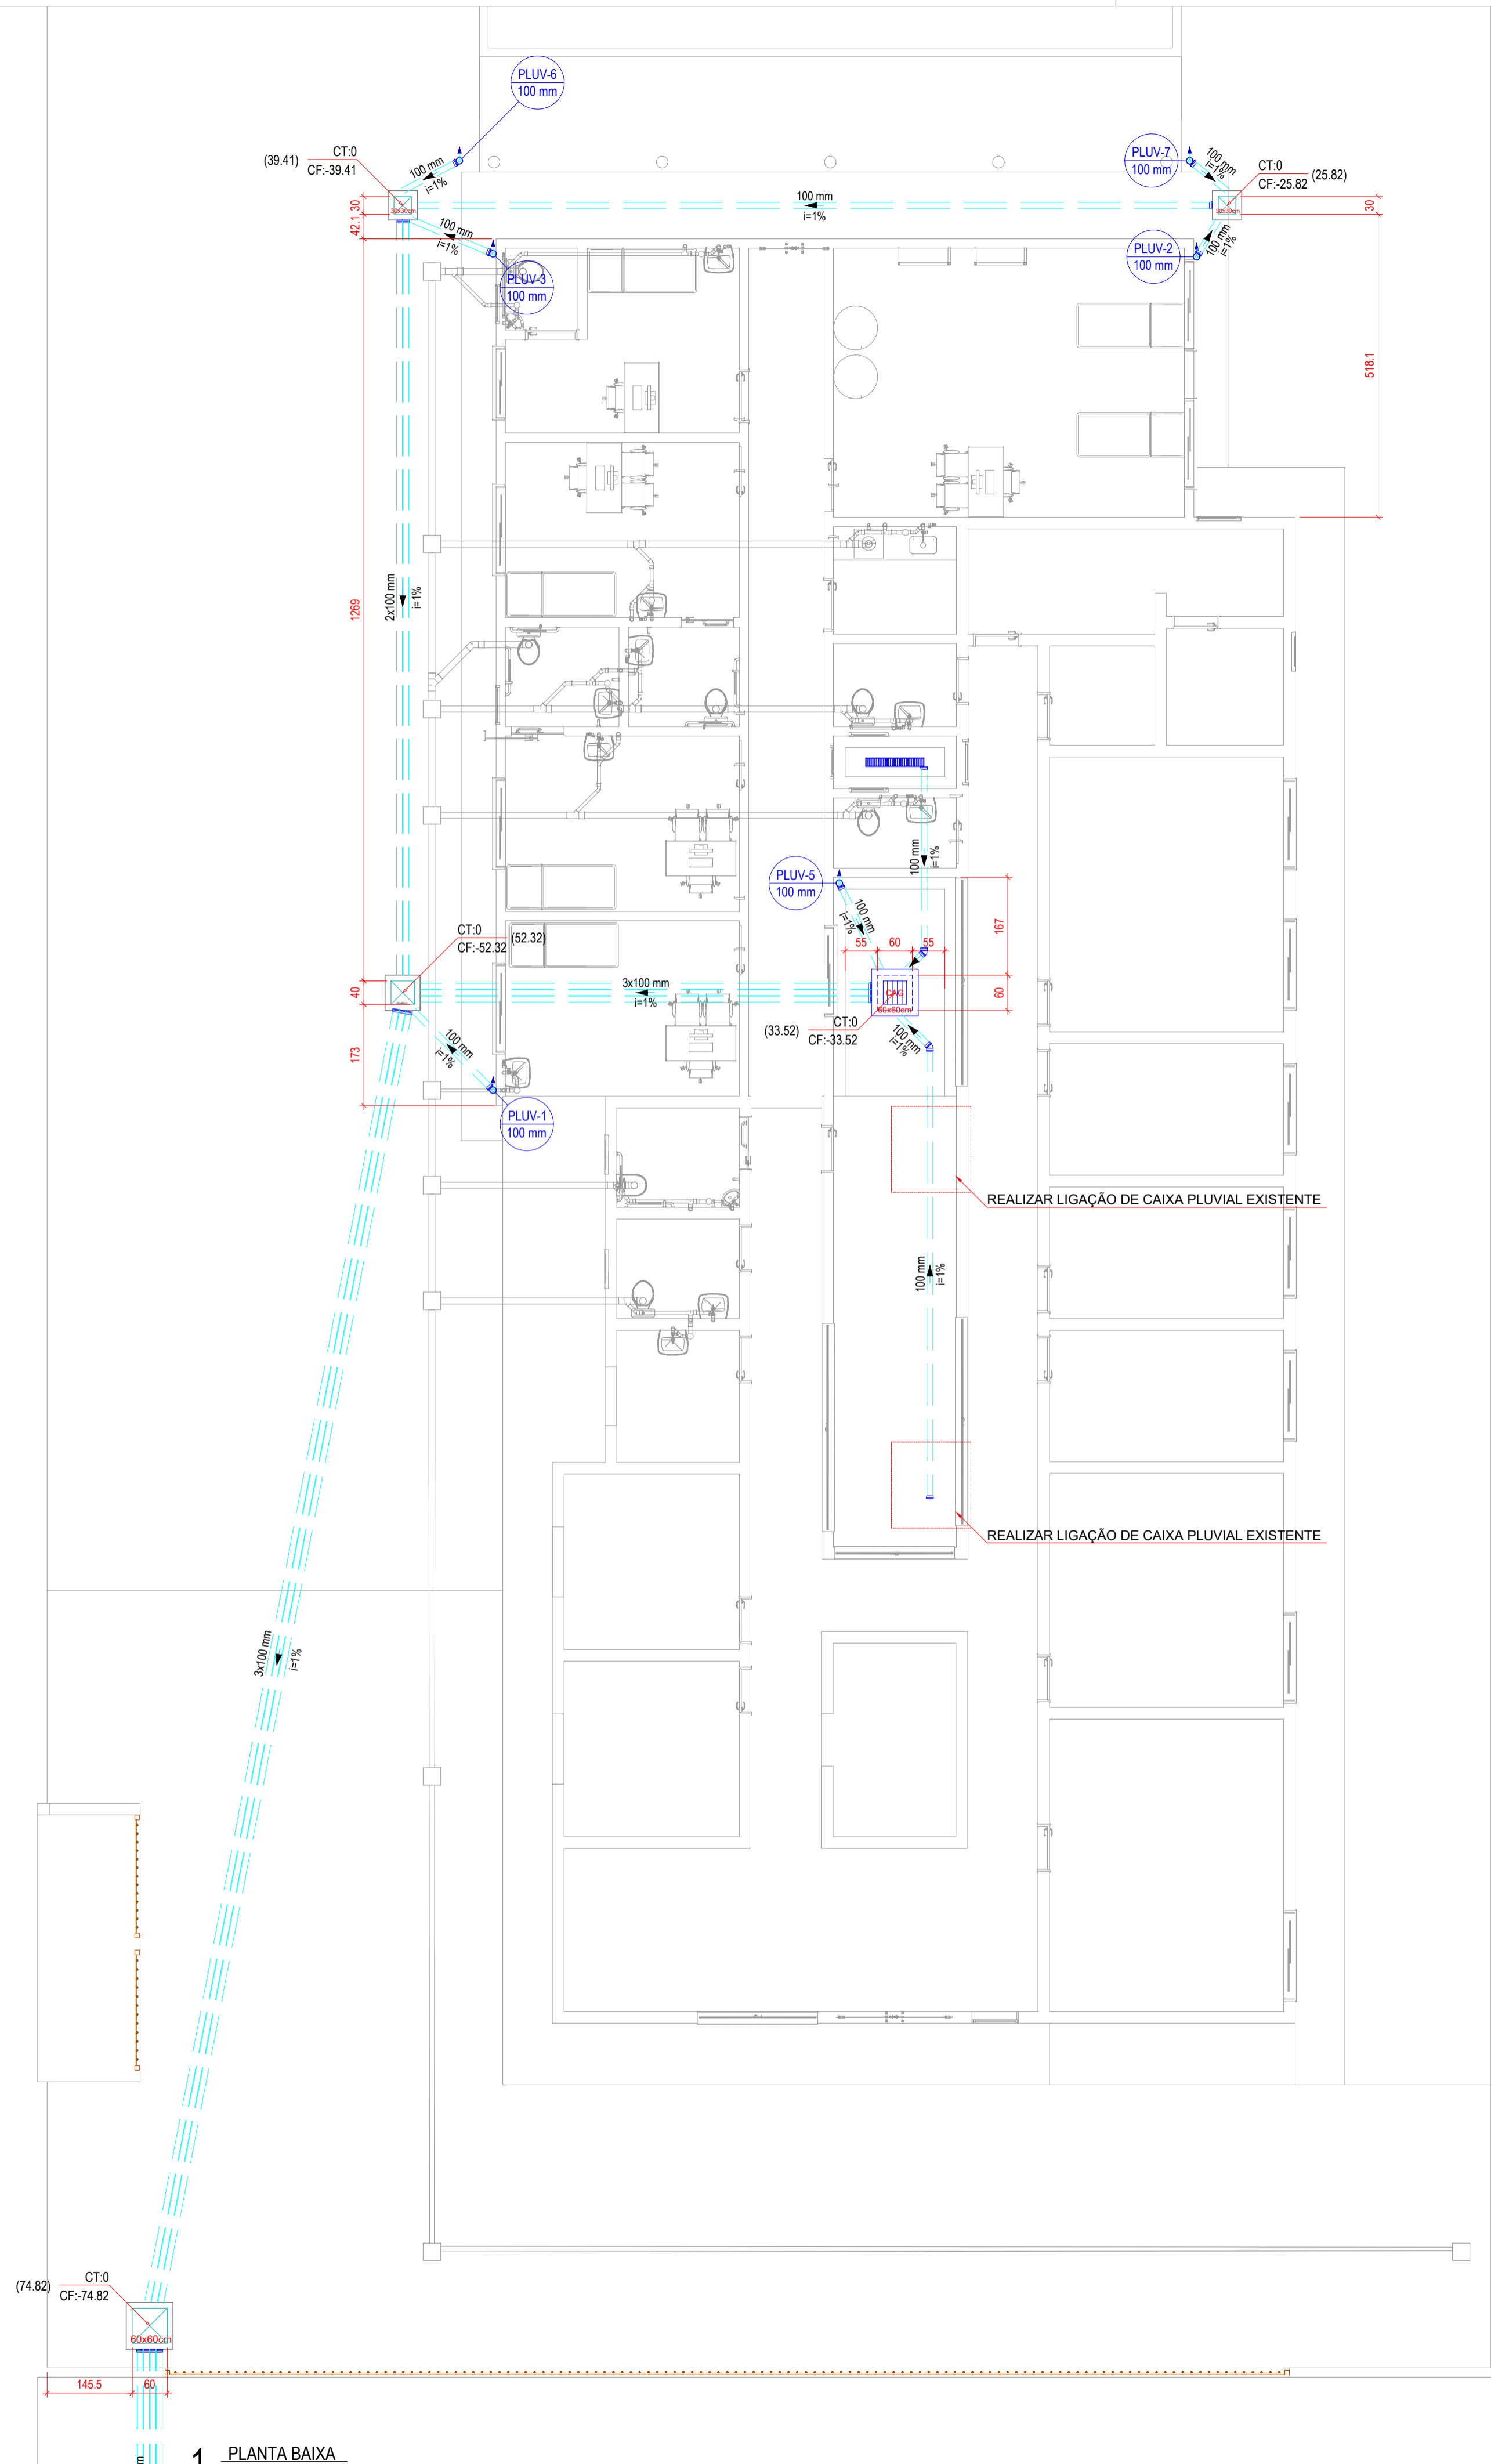 PLUV-6
100 mm
CT:0
(39.41)
CF:-39.41
100 mm
i=1%
PLUV-7
100 mm
100 mm
i=1%
CT:0
(25.82)
CF:-25.82
30
42.1
30x30cm
100 mm
i=1%
30x30cm
30
100 mm
i=1%
PLUV-2
100 mm
100 mm
i=1%
PLUV-3
100 mm
518.1
1269
2x100 mm
i=1%
100 mm
i=1%
PLUV-5
100 mm
100 mm
i=1%
167
CT:0
(52.32)
CF:-52.32
55
60
55
40
3x100 mm
i=1%
CAG
60x60cm
60
CT:0
(33.52)
CF:-33.52
100 mm
i=1%
173
100 mm
i=1%
PLUV-1
100 mm
REALIZAR LIGAÇÃO DE CAIXA PLUVIAL EXISTENTE
100 mm
i=1%
REALIZAR LIGAÇÃO DE CAIXA PLUVIAL EXISTENTE
3x100 mm
i=1%
CT:0
(74.82)
CF:-74.82
60x60cm
145.5
60
1
PLANTA BAIXA